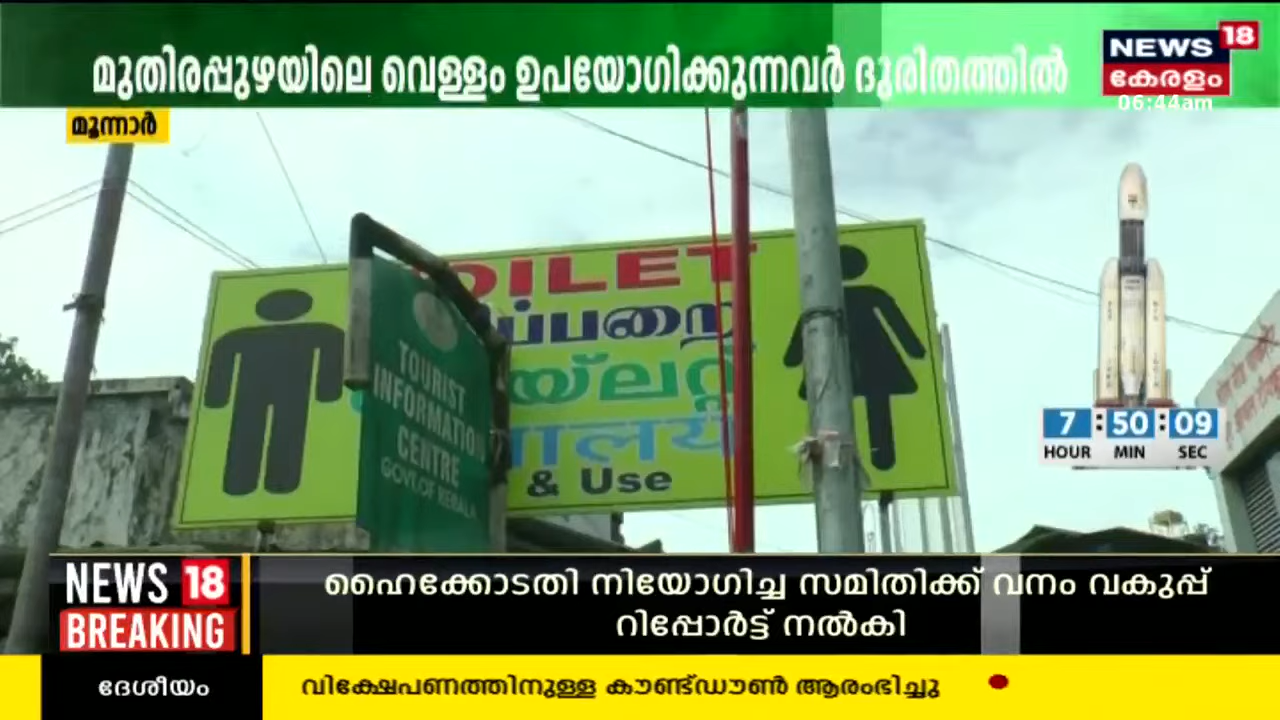 മുതിരപ്പുഴയിലെ വെള്ളം ഉപയോഗിക്കുന്നവർ ദുരിതത്തിൽ
NEWS 18
കേരളം
06:44am
മൂന്നാർ
& Use
TOURIST
INFORMATION
CENTRE
GOVT.OF KERALA
7 : 50 : 09
HOUR MIN SEC
NEWS 18
BREAKING
ഹൈക്കോടതി നിയോഗിച്ച സമിതിക്ക് വനം വകുപ്പ്
റിപ്പോർട്ട് നൽകി
ദേശീയം
വിക്ഷേപണത്തിനുള്ള കൗണ്ട്ഡൗൺ ആരംഭിച്ചു